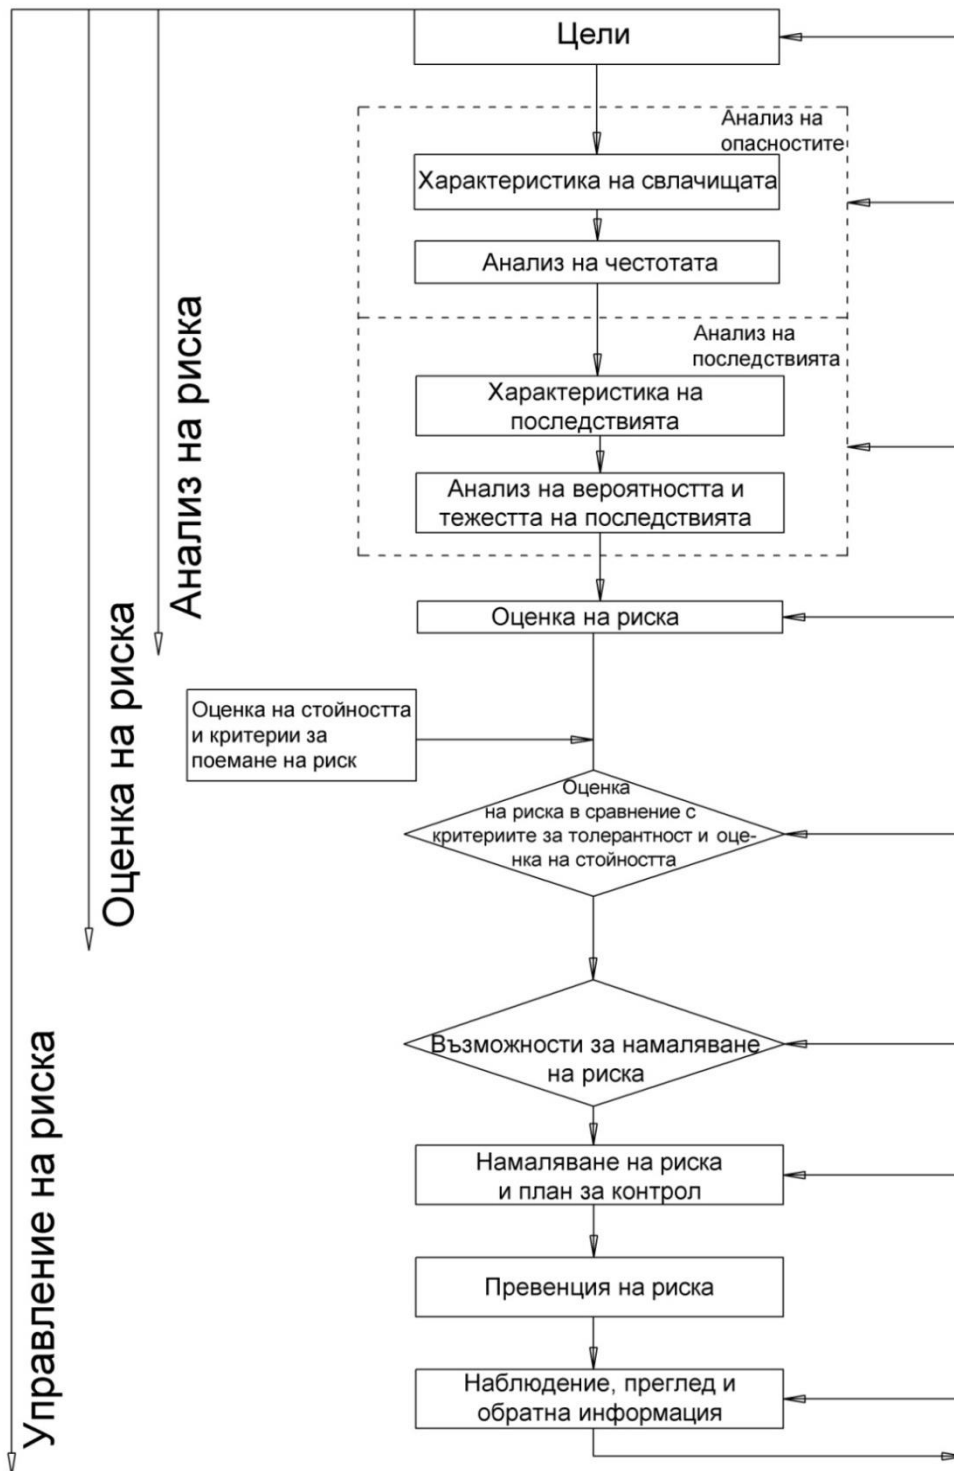 Цели
Анализ на
опасностите
Характеристика на свлачищата
Анализ на честотата
Анализ на
последствията
Характеристика на
последствията
Анализ на вероятността и
тежестта на последствията
Оценка на риска
Оценка на стойността
и критерии за
поемане на риск
Оценка
на риска в сравнение с
критериите за толерантност и оце-
нка на стойността
Възможности за намаляване
на риска
Намаляване на риска
и план за контрол
Превенция на риска
Наблюдение, преглед и
обратна информация
Анализ на риска
Оценка на риска
Управление на риска